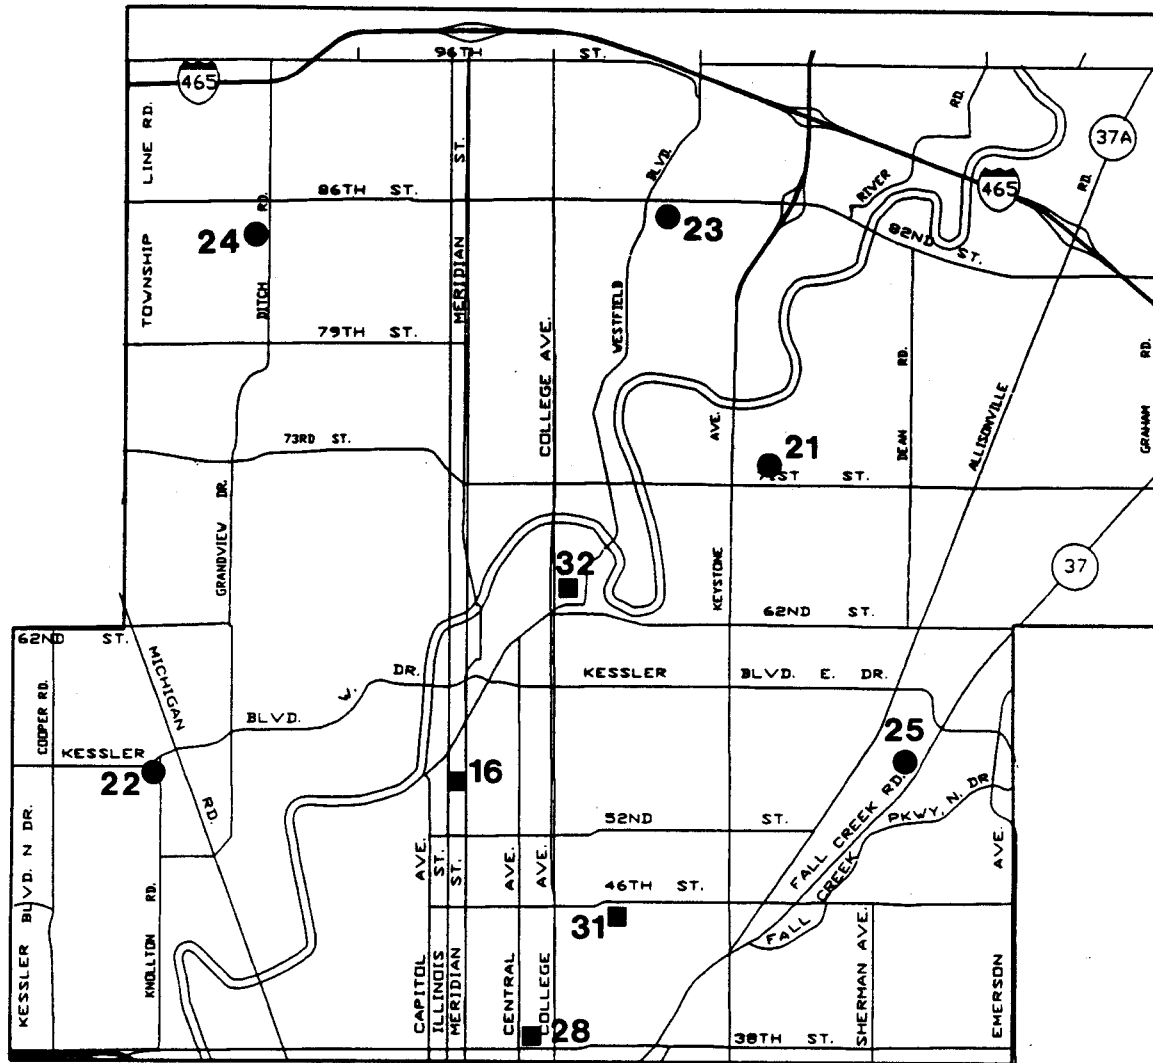 96TH ST.
465
LINE RD.
TOWNSHIP
86TH ST.
24
DITCH RD.
MERIDIAN ST.
79TH ST.
COLLEGE AVE.
WESTFIELD BLVD.
23
RIVER RD.
82ND ST.
465
37A
ALLISONVILLE RD.
GRAHAM RD.
DEAN RD.
KEYSTONE AVE.
21
71ST ST.
73RD ST.
GRANDVIEW DR.
32
37
62ND ST.
62ND ST.
MICHIGAN RD.
COOPER RD.
KESSLER BLVD. W. DR.
KESSLER BLVD. E. DR.
22
16
25
KESSLER BLVD. N DR.
KNOLLTON RD.
52ND ST.
FALL CREEK RD.
FALL CREEK PKWY. N. DR
46TH ST.
31
CAPITOL AVE.
ILLINOIS ST.
MERIDIAN ST.
CENTRAL AVE.
COLLEGE AVE.
SHERMAN AVE.
EMERSON AVE.
28
38TH ST.